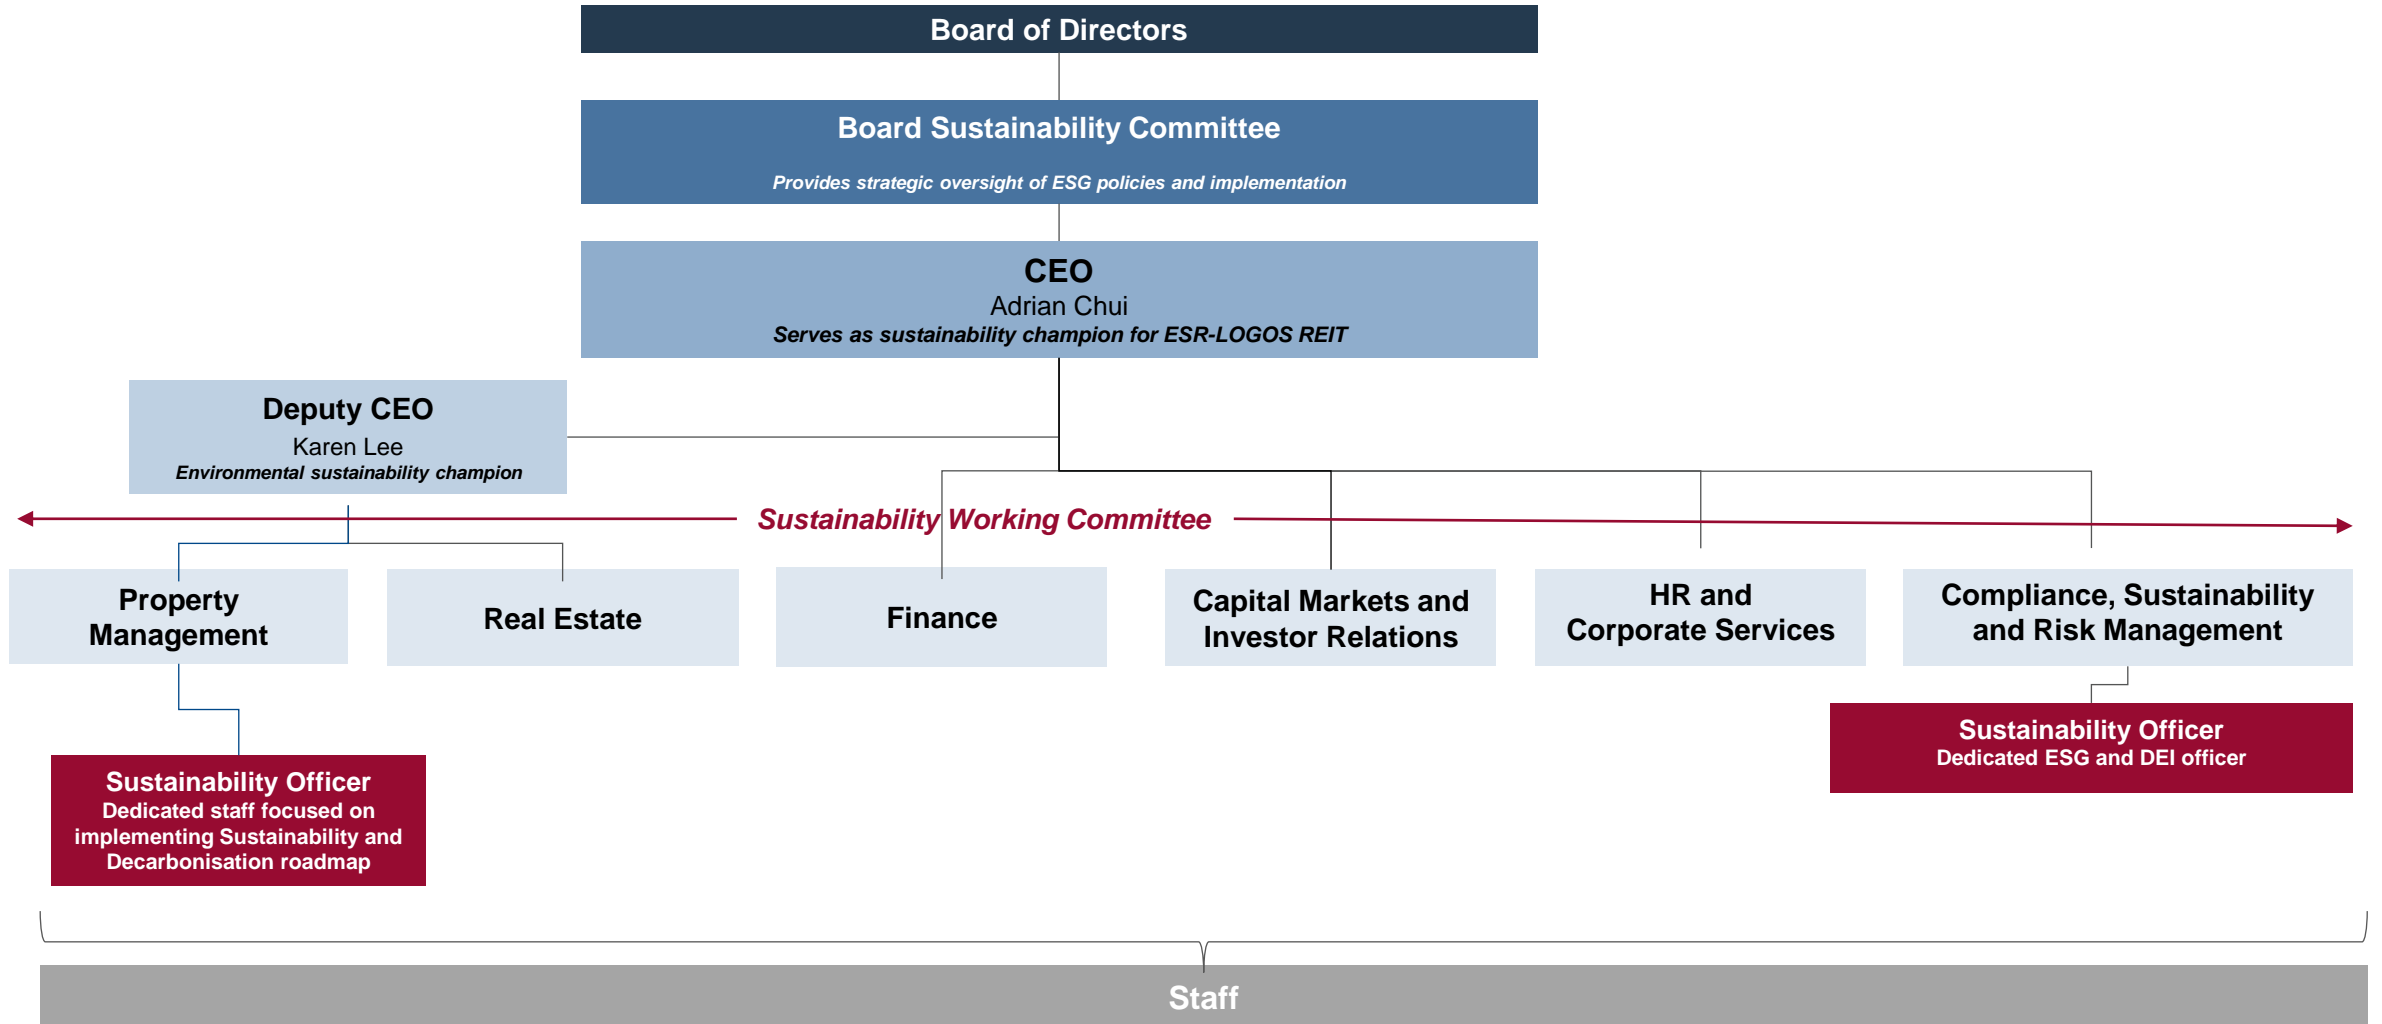 Board of Directors
Board Sustainability Committee
Provides strategic oversight of ESG policies and implementation
CEO
Adrian Chui
Serves as sustainability champion for ESR-LOGOS REIT
Deputy CEO
Karen Lee
Environmental sustainability champion
Sustainability Working Committee
Property
Management
Real Estate
Finance
Capital Markets and
Investor Relations
HR and
Corporate Services
Compliance, Sustainability
and Risk Management
Sustainability Officer
Dedicated staff focused on
implementing Sustainability and
Decarbonisation roadmap
Sustainability Officer
Dedicated ESG and DEI officer
Staff